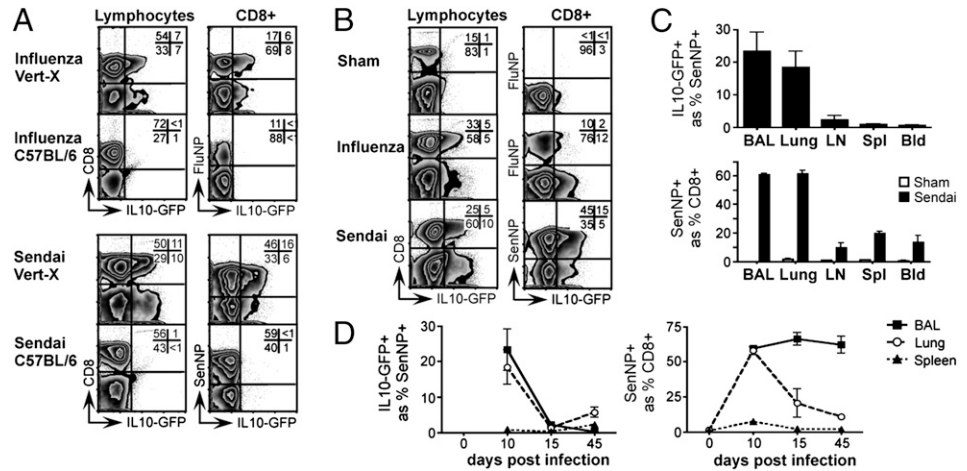 A
Lymphocytes CD8+
Influenza Vert-X
54 7
33 7
17 6
69 8
Influenza C57BL/6
72 <1
27 1
11 <1
88 <
CD8
FluNP
IL10-GFP IL10-GFP
Sendai Vert-X
50 11
29 10
46 16
33 6
Sendai C57BL/6
56 1
43 <1
59 <1
40 1
CD8
SenNP
IL10-GFP IL10-GFP
B
Lymphocytes CD8+
Sham
15 1
83 1
<1 <1
96 3
FluNP
Influenza
33 5
58 5
10 2
76 12
FluNP
Sendai
25 5
60 10
45 15
35 5
CD8
SenNP
IL10-GFP IL10-GFP
C
IL10-GFP+
as % SenNP+
30
20
10
0
BAL Lung LN Spl Bld
SenNP+
as % CD8+
60
40
20
0
BAL Lung LN Spl Bld
Sham
Sendai
D
IL10-GFP+
as % SenNP+
30
20
10
0
0 10 15 45
days post infection
SenNP+
as % CD8+
75
50
25
0
0 10 15 45
days post infection
BAL
Lung
Spleen